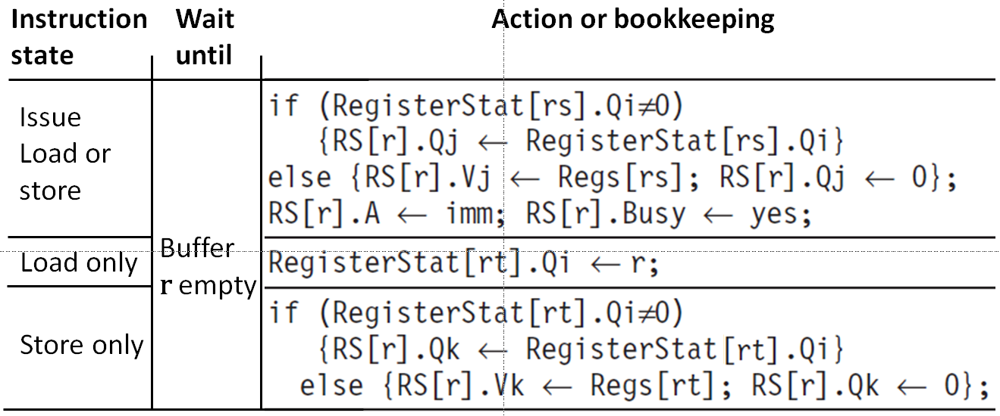 Instruction state
Wait until
Action or bookkeeping
Issue
Load or
store
if (RegisterStat[rs].Qi≠0)
{RS[r].Qj ← RegisterStat[rs].Qi}
else {RS[r].Vj ← Regs[rs]; RS[r].Qj ← 0};
RS[r].A ← imm; RS[r].Busy ← yes;
Buffer
r empty
Load only
RegisterStat[rt].Qi ← r;
Store only
if (RegisterStat[rt].Qi≠0)
{RS[r].Qk ← RegisterStat[rt].Qi}
else {RS[r].Vk ← Regs[rt]; RS[r].Qk ← 0};